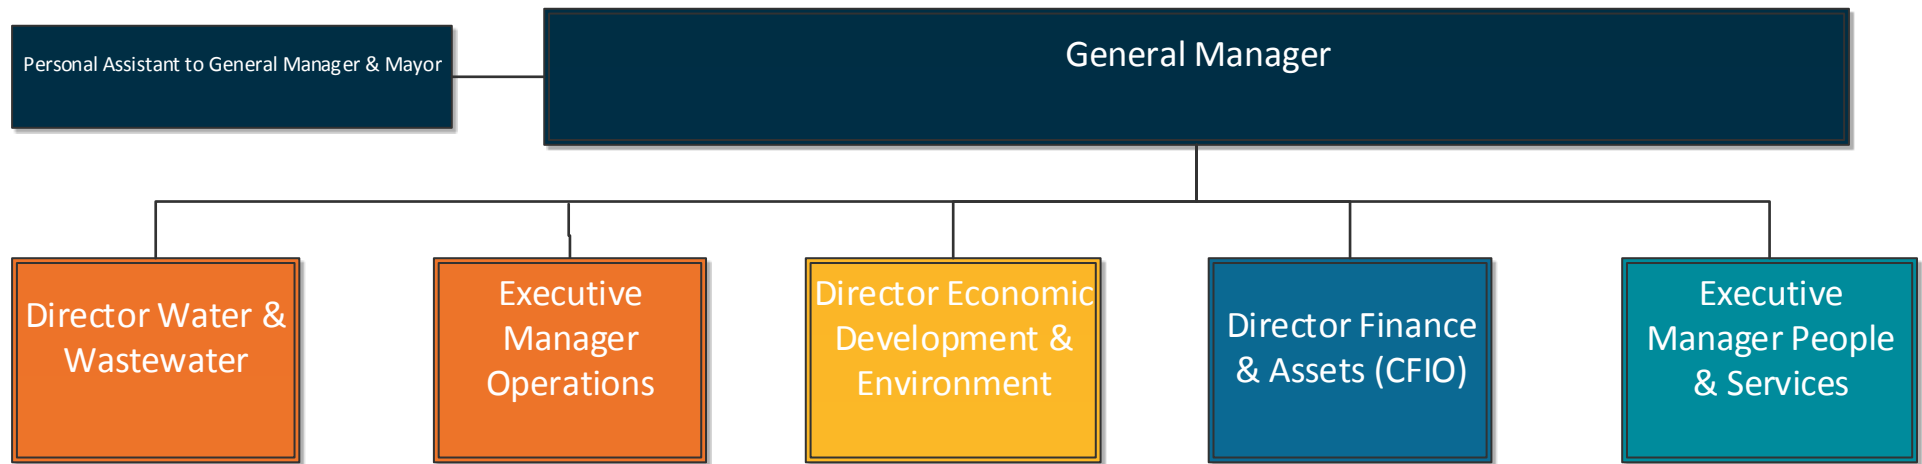 Personal Assistant to General Manager & Mayor
General Manager
Director Water &
Wastewater
Executive
Manager
Operations
Director Economic
Development &
Environment
Director Finance
& Assets (CFIO)
Executive
Manager People
& Services